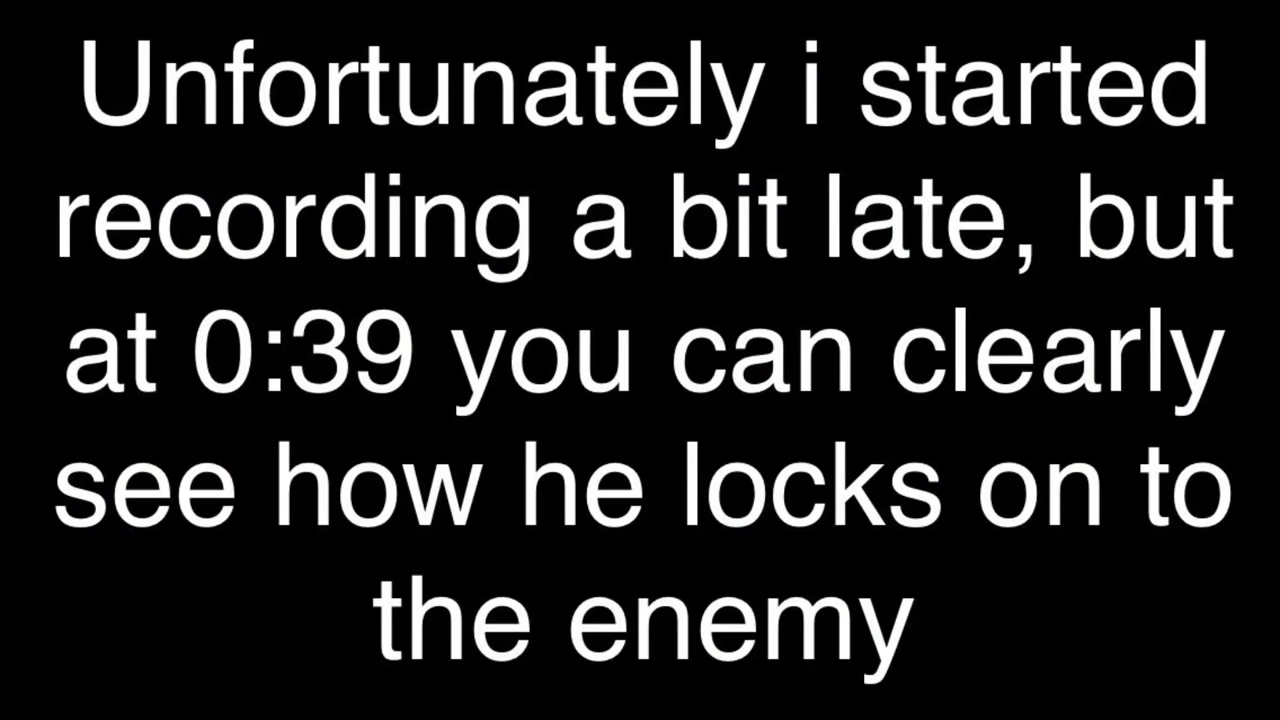 Unfortunately i started
recording a bit late, but
at 0:39 you can clearly
see how he locks on to
the enemy